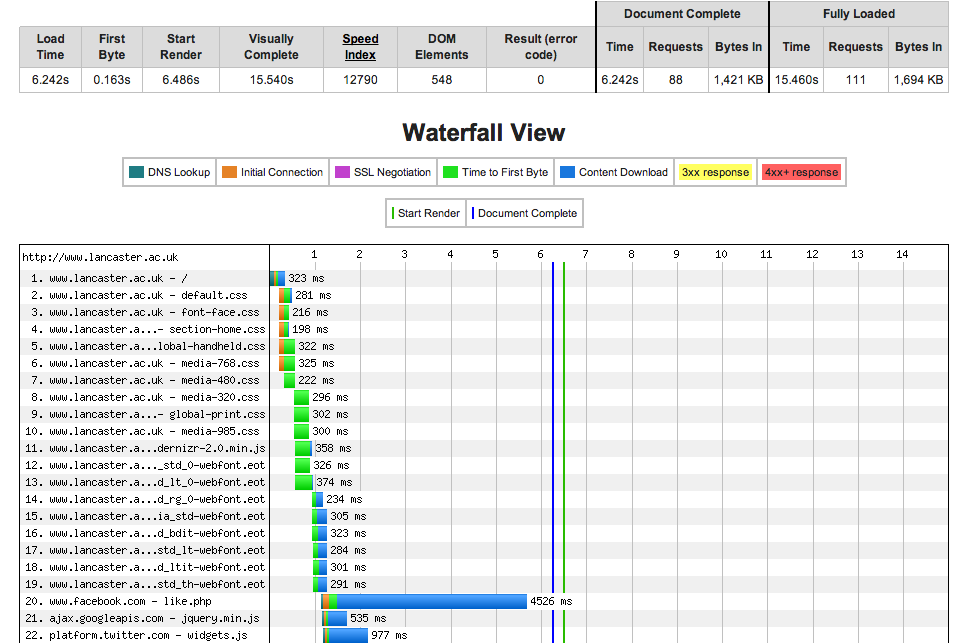 Document Complete Fully Loaded
Load Time First Byte Start Render Visually Complete Speed Index DOM Elements Result (error code) Time Requests Bytes In Time Requests Bytes In
6.242s 0.163s 6.486s 15.540s 12790 548 0 6.242s 88 1,421 KB 15.460s 111 1,694 KB
Waterfall View
DNS Lookup Initial Connection SSL Negotiation Time to First Byte Content Download 3xx response 4xx+ response
Start Render Document Complete
http://www.lancaster.ac.uk 1 2 3 4 5 6 7 8 9 10 11 12 13 14
1. www.lancaster.ac.uk - / 323 ms
2. www.lancaster.ac.uk - default.css 281 ms
3. www.lancaster.ac.uk - font-face.css 216 ms
4. www.lancaster.a...- section-home.css 198 ms
5. www.lancaster.a...lobal-handheld.css 322 ms
6. www.lancaster.ac.uk - media-768.css 325 ms
7. www.lancaster.ac.uk - media-480.css 222 ms
8. www.lancaster.ac.uk - media-320.css 296 ms
9. www.lancaster.a...- global-print.css 302 ms
10. www.lancaster.ac.uk - media-985.css 300 ms
11. www.lancaster.a...dernizr-2.0.min.js 358 ms
12. www.lancaster.a..._std_0-webfont.eot 326 ms
13. www.lancaster.a...d_lt_0-webfont.eot 374 ms
14. www.lancaster.a...d_rg_0-webfont.eot 234 ms
15. www.lancaster.a...ia_std-webfont.eot 305 ms
16. www.lancaster.a...d_bdit-webfont.eot 323 ms
17. www.lancaster.a...std_lt-webfont.eot 284 ms
18. www.lancaster.a...d_ltit-webfont.eot 301 ms
19. www.lancaster.a...std_th-webfont.eot 291 ms
20. www.facebook.com - like.php 4526 ms
21. ajax.googleapis.com - jquery.min.js 535 ms
22. platform.twitter.com - widgets.js 977 ms